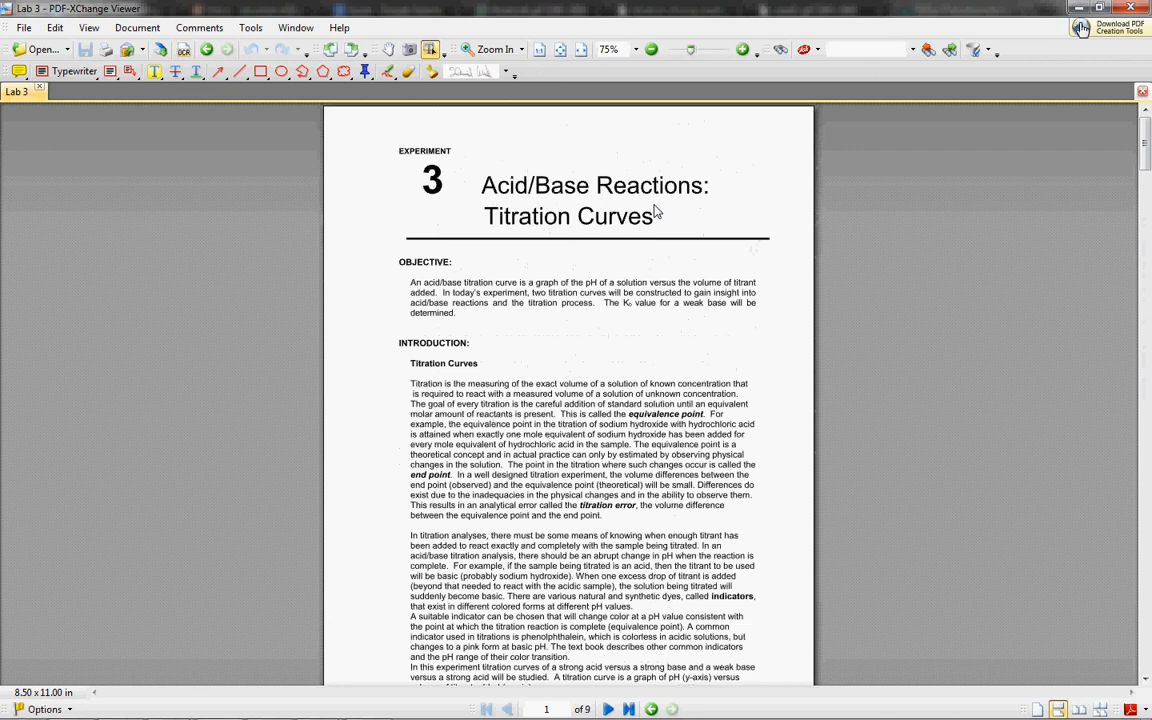 Lab 3 - PDF-XChange Viewer
File Edit View Document Comments Tools Window Help
Download PDF
Creation Tools
Open... OCR Zoom In 75%
Typewriter
Lab 3
EXPERIMENT
3 Acid/Base Reactions:
Titration Curves
OBJECTIVE:
An acid/base titration curve is a graph of the pH of a solution versus the volume of titrant
added. In today's experiment, two titration curves will be constructed to gain insight into
acid/base reactions and the titration process. The Kb value for a weak base will be
determined.
INTRODUCTION:
Titration Curves
Titration is the measuring of the exact volume of a solution of known concentration that
is required to react with a measured volume of a solution of unknown concentration.
The goal of every titration is the careful addition of standard solution until an equivalent
molar amount of reactants is present. This is called the equivalence point. For
example, the equivalence point in the titration of sodium hydroxide with hydrochloric acid
is attained when exactly one mole equivalent of sodium hydroxide has been added for
every mole equivalent of hydrochloric acid in the sample. The equivalence point is a
theoretical concept and in actual practice can only by estimated by observing physical
changes in the solution. The point in the titration where such changes occur is called the
end point. In a well designed titration experiment, the volume differences between the
end point (observed) and the equivalence point (theoretical) will be small. Differences do
exist due to the inadequacies in the physical changes and in the ability to observe them.
This results in an analytical error called the titration error, the volume difference
between the equivalence point and the end point.
In titration analyses, there must be some means of knowing when enough titrant has
been added to react exactly and completely with the sample being titrated. In an
acid/base titration analysis, there should be an abrupt change in pH when the reaction is
complete. For example, if the sample being titrated is an acid, then the titrant to be used
will be basic (probably sodium hydroxide). When one excess drop of titrant is added
(beyond that needed to react with the acidic sample), the solution being titrated will
suddenly become basic. There are various natural and synthetic dyes, called indicators,
that exist in different colored forms at different pH values.
A suitable indicator can be chosen that will change color at a pH value consistent with
the point at which the titration reaction is complete (equivalence point). A common
indicator used in titrations is phenolphthalein, which is colorless in acidic solutions, but
changes to a pink form at basic pH. The text book describes other common indicators
and the pH range of their color transition.
In this experiment titration curves of a strong acid versus a strong base and a weak base
versus a strong acid will be studied. A titration curve is a graph of pH (y-axis) versus
8.50 x 11.00 in
Options 1 of 9